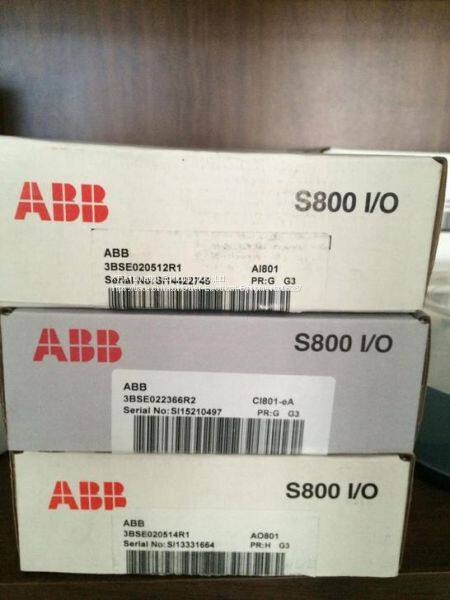 ABB
S800 I/O
ABB
3BSE020512R1 AI801
Serial No: SI14422745 PR:G G3
ABB
S800 I/O
ABB
3BSE022366R2 CI801-eA
Serial No: SI15210497 PR:G G3
ABB
S800 I/O
ABB
3BSE020514R1 AO801
Serial No: SI13331664 PR:H G3